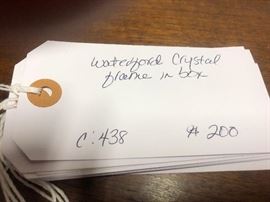 Waterford Crystal
frame in box
C:438 $200